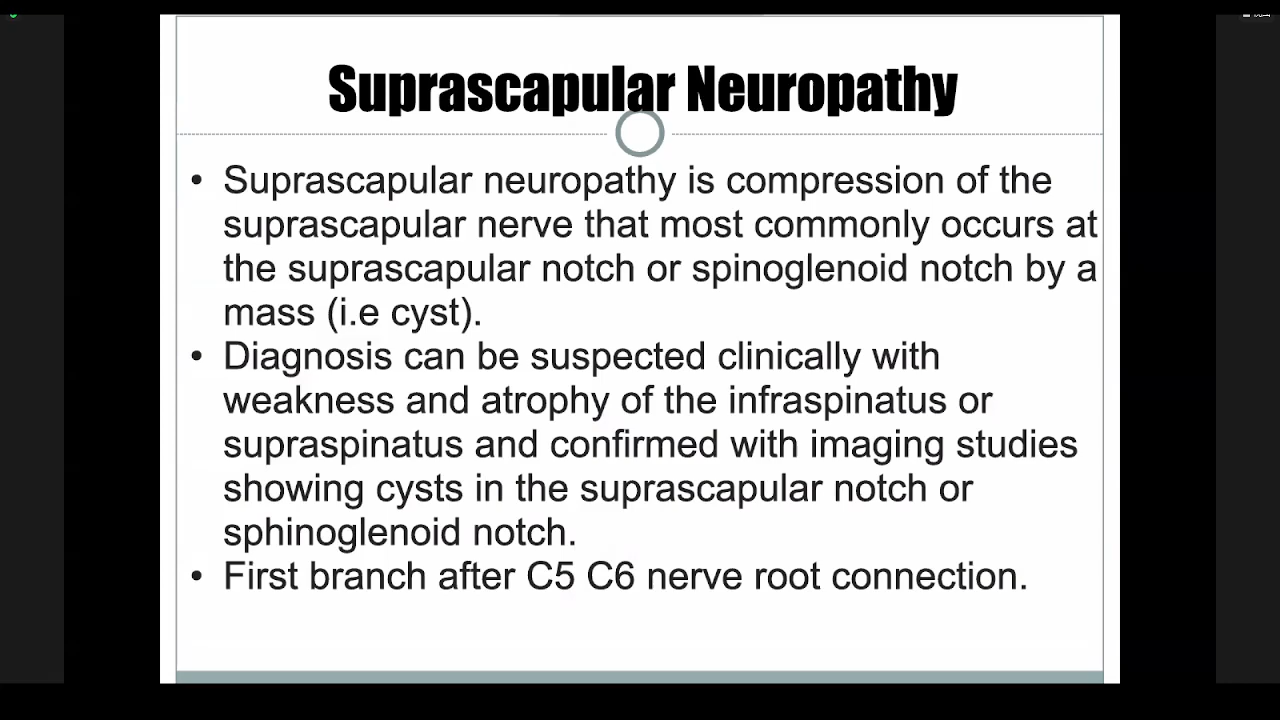 Suprascapular Neuropathy
• Suprascapular neuropathy is compression of the
suprascapular nerve that most commonly occurs at
the suprascapular notch or spinoglenoid notch by a
mass (i.e cyst).
• Diagnosis can be suspected clinically with
weakness and atrophy of the infraspinatus or
supraspinatus and confirmed with imaging studies
showing cysts in the suprascapular notch or
sphinoglenoid notch.
• First branch after C5 C6 nerve root connection.